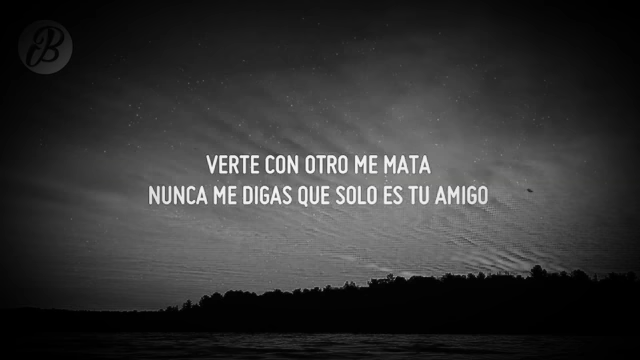 B
VERTE CON OTRO ME MATA
NUNCA ME DIGAS QUE SOLO ES TU AMIGO